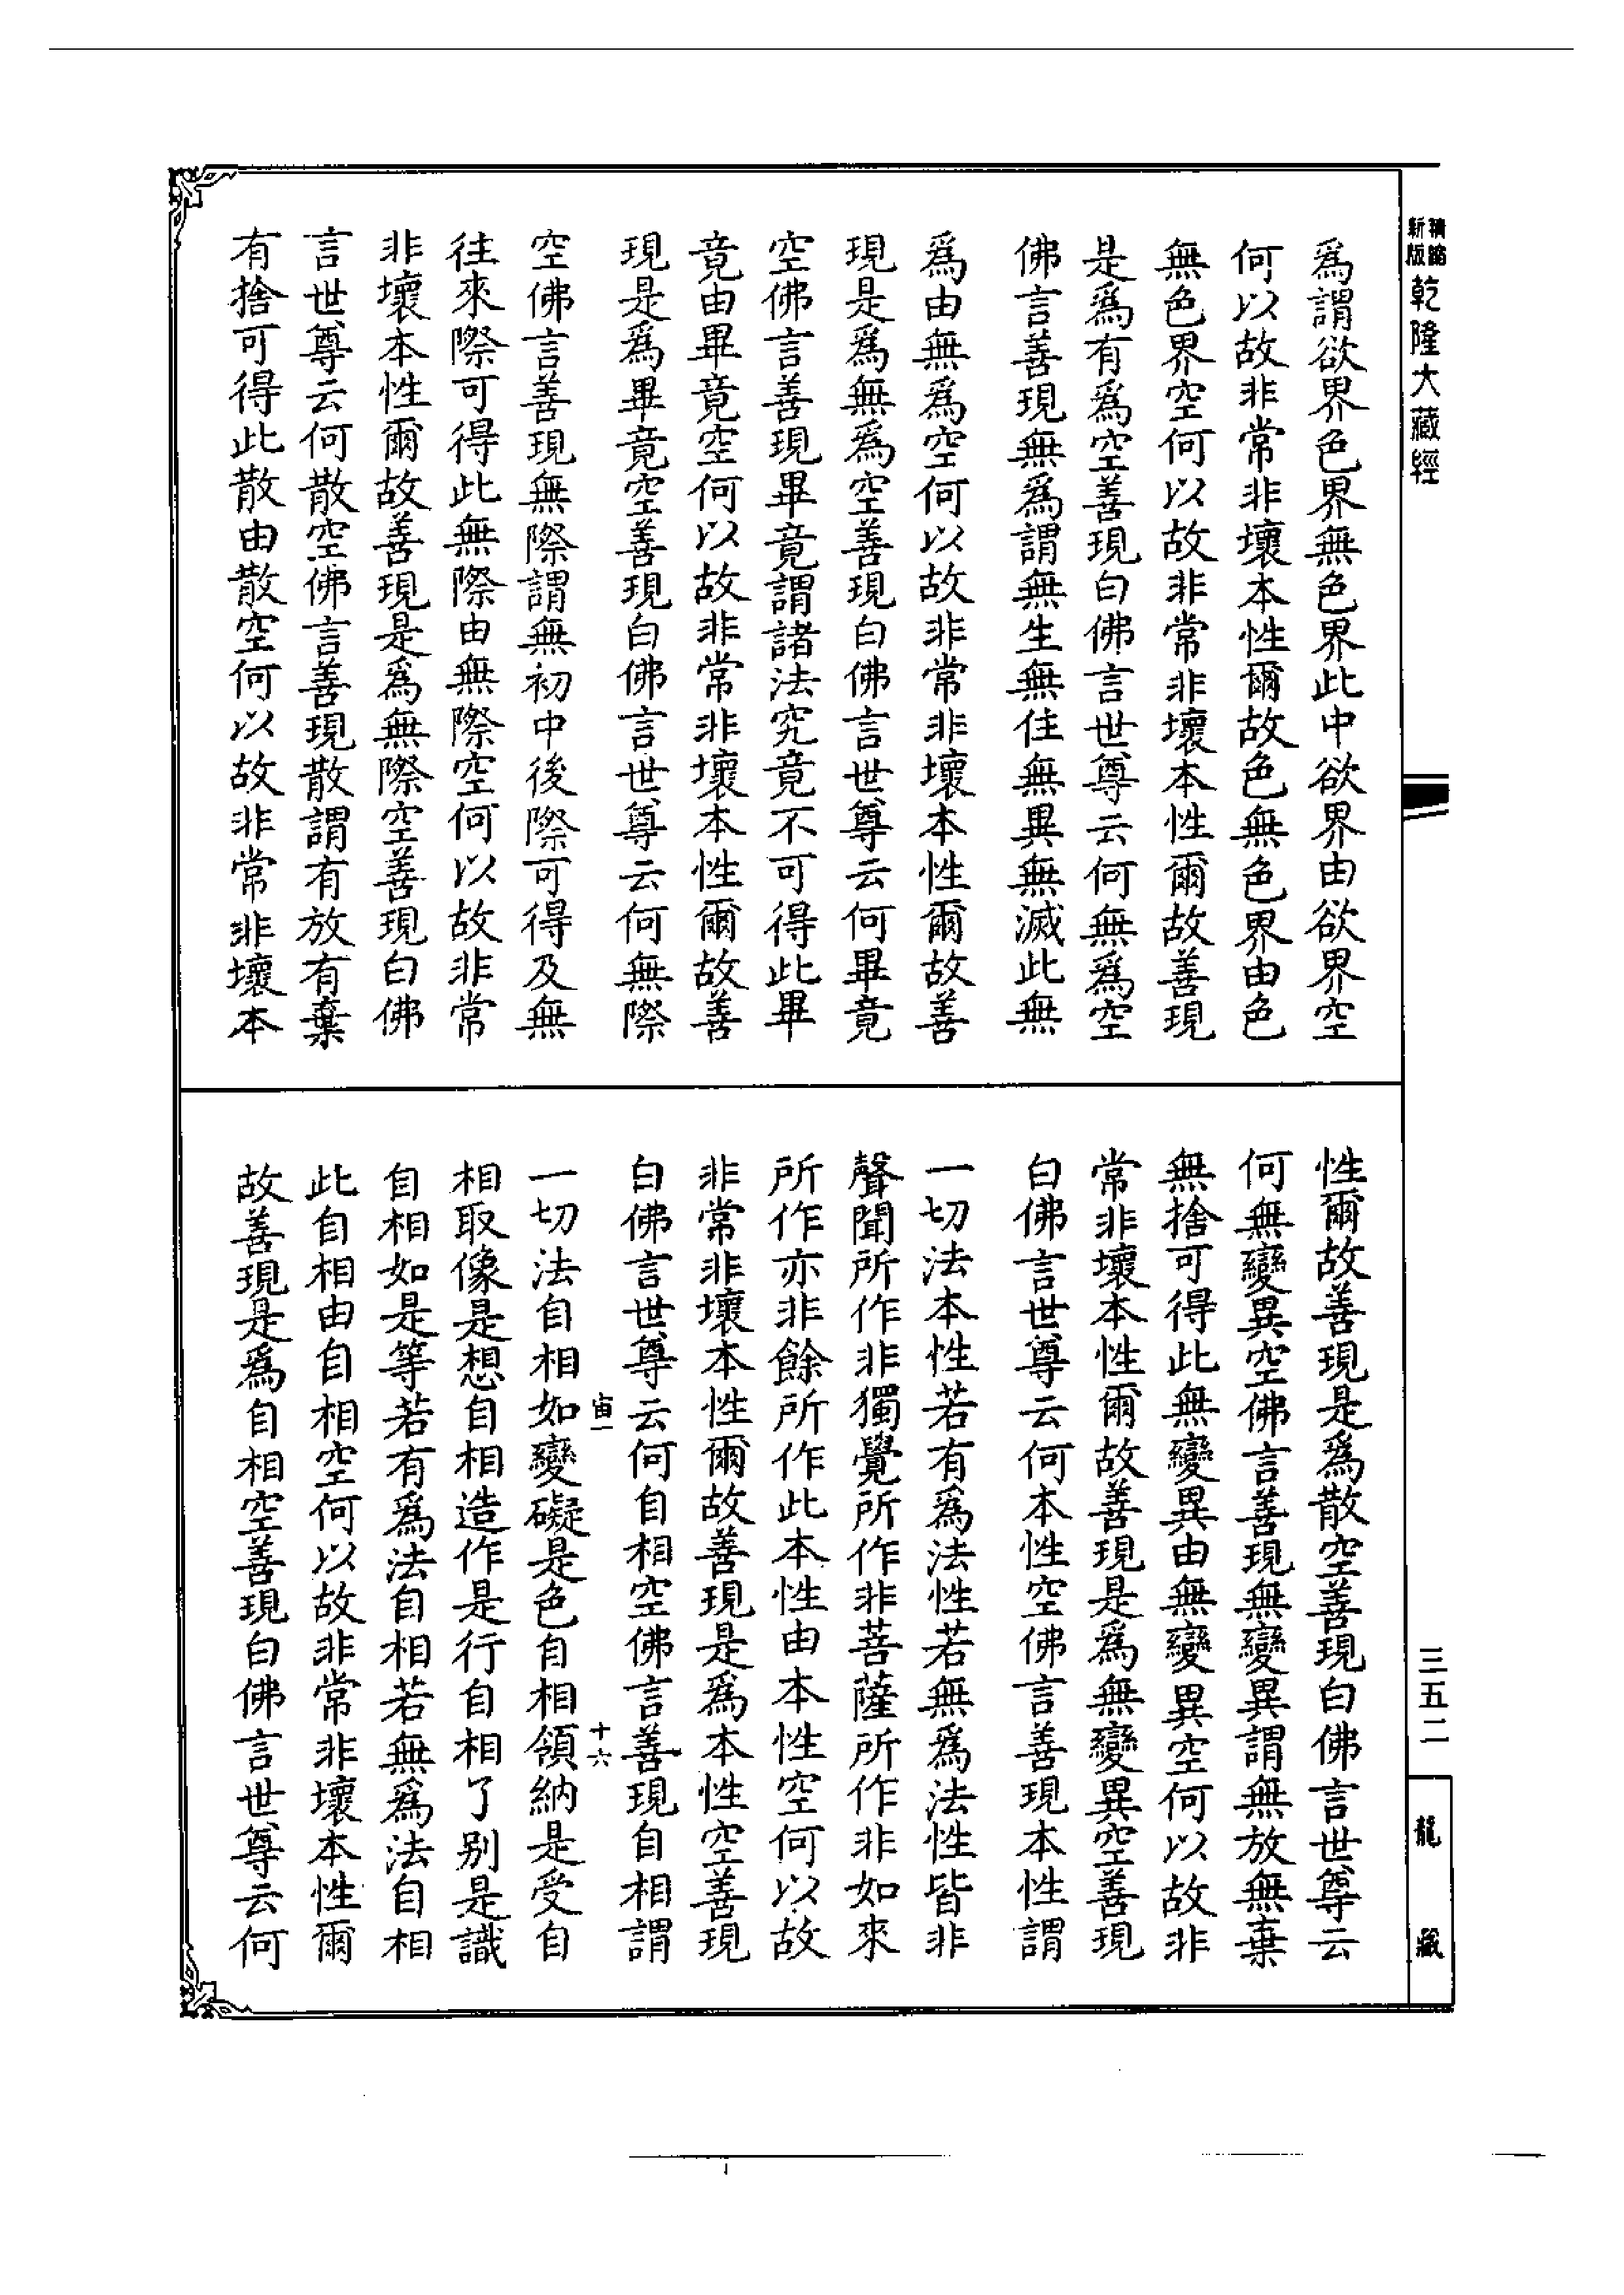 精縮
新版
乾隆大藏經
三五二
龍藏
爲謂欲界色界無色界此中欲界由欲界空
何以故非常非壞本性爾故色無色界由色
無色界空何以故非常非壞本性爾故善現
是爲有爲空善現白佛言世尊云何無爲空
佛言善現無爲謂無生無住無異無滅此無
爲由無爲空何以故非常非壞本性爾故善
現是爲無爲空善現白佛言世尊云何畢竟
空佛言善現畢竟謂諸法究竟不可得此畢
竟由畢竟空何以故非常非壞本性爾故善
現是爲畢竟空善現白佛言世尊云何無際
空佛言善現無際謂無初中後際可得及無
往來際可得此無際由無際空何以故非常
非壞本性爾故善現是爲無際空善現白佛
言世尊云何散空佛言善現散謂有放有棄
有捨可得此散由散空何以故非常非壞本
性爾故善現是爲散空善現白佛言世尊云
何無變異空佛言善現無變異謂無放無棄
無捨可得此無變異由無變異空何以故非
常非壞本性爾故善現是爲無變異空善現
白佛言世尊云何本性空佛言善現本性謂
一切法本性若有爲法性若無爲法性皆非
聲聞所作非獨覺所作非菩薩所作非如來
所作亦非餘所作此本性由本性空何以故
非常非壞本性爾故善現是爲本性空善現
白佛言世尊云何自相空佛言善現自相謂
十六
一切法自相如變礙是色自相領納是受自
相取像是想自相造作是行自相了別是識
自相如是等若有爲法自相若無爲法自相
此自相由自相空何以故非常非壞本性爾
故善現是爲自相空善現白佛言世尊云何